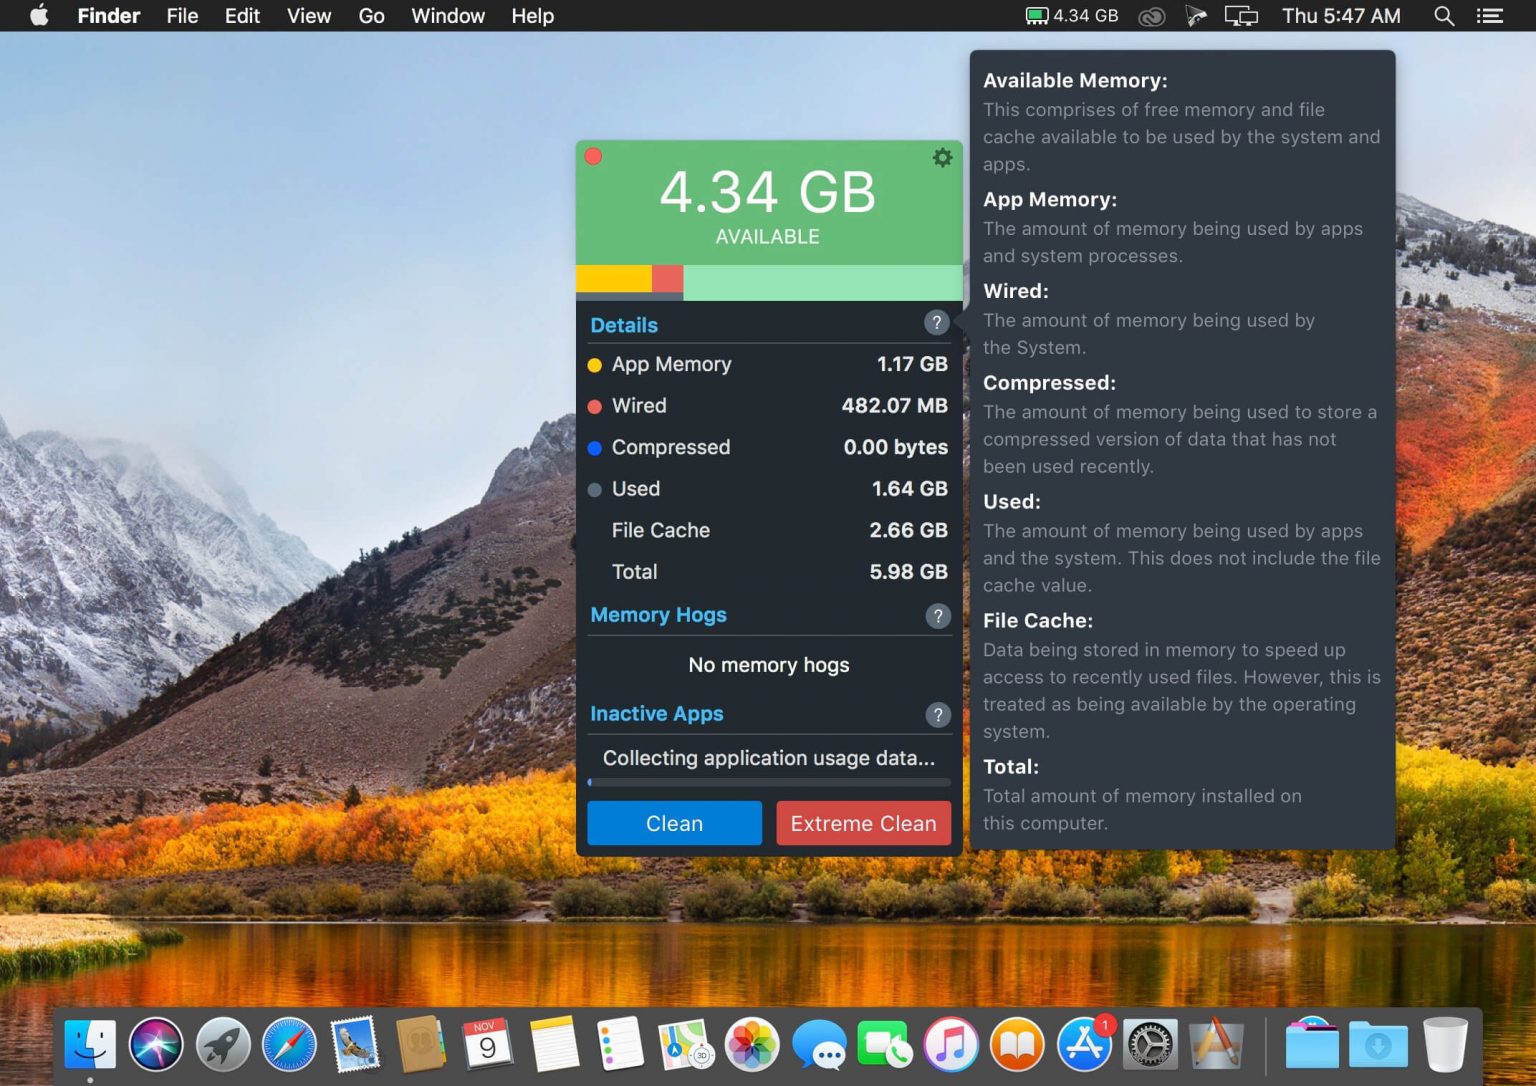 Finder File Edit View Go Window Help 4.34 GB Thu 5:47 AM
4.34 GB
AVAILABLE
Details ?
App Memory 1.17 GB
Wired 482.07 MB
Compressed 0.00 bytes
Used 1.64 GB
File Cache 2.66 GB
Total 5.98 GB
Memory Hogs ?
No memory hogs
Inactive Apps ?
Collecting application usage data...
Clean Extreme Clean
Available Memory:
This comprises of free memory and file
cache available to be used by the system and
apps.
App Memory:
The amount of memory being used by apps
and system processes.
Wired:
The amount of memory being used by
the System.
Compressed:
The amount of memory being used to store a
compressed version of data that has not
been used recently.
Used:
The amount of memory being used by apps
and the system. This does not include the file
cache value.
File Cache:
Data being stored in memory to speed up
access to recently used files. However, this is
treated as being available by the operating
system.
Total:
Total amount of memory installed on
this computer.
NOV
9
3D
1